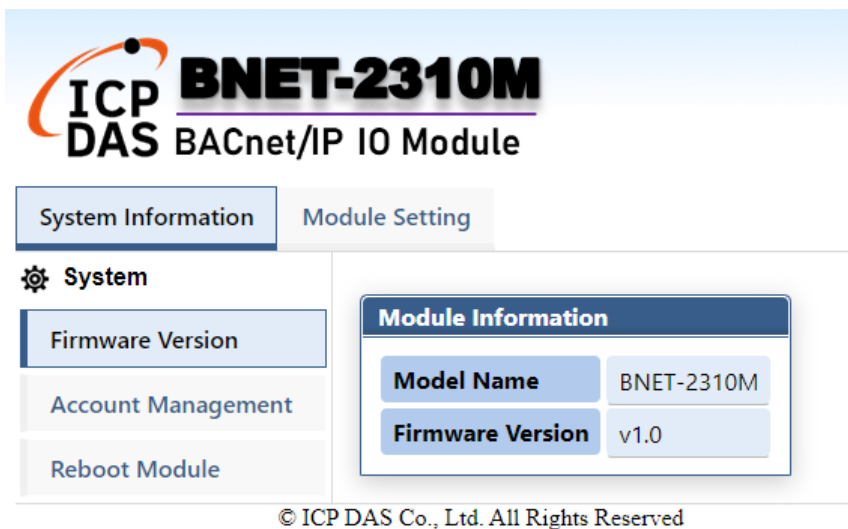 ICP
DAS
BNET-2310M
BACnet/IP IO Module
System Information
Module Setting
System
Firmware Version
Account Management
Reboot Module
Module Information
Model Name BNET-2310M
Firmware Version v1.0
© ICP DAS Co., Ltd. All Rights Reserved